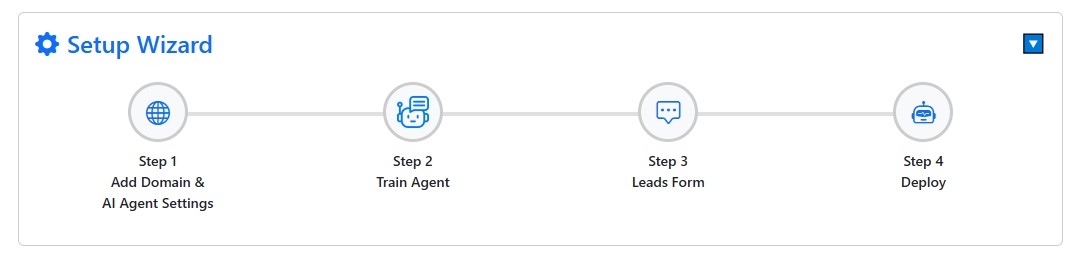 Setup Wizard
Step 1
Add Domain &
AI Agent Settings
Step 2
Train Agent
Step 3
Leads Form
Step 4
Deploy